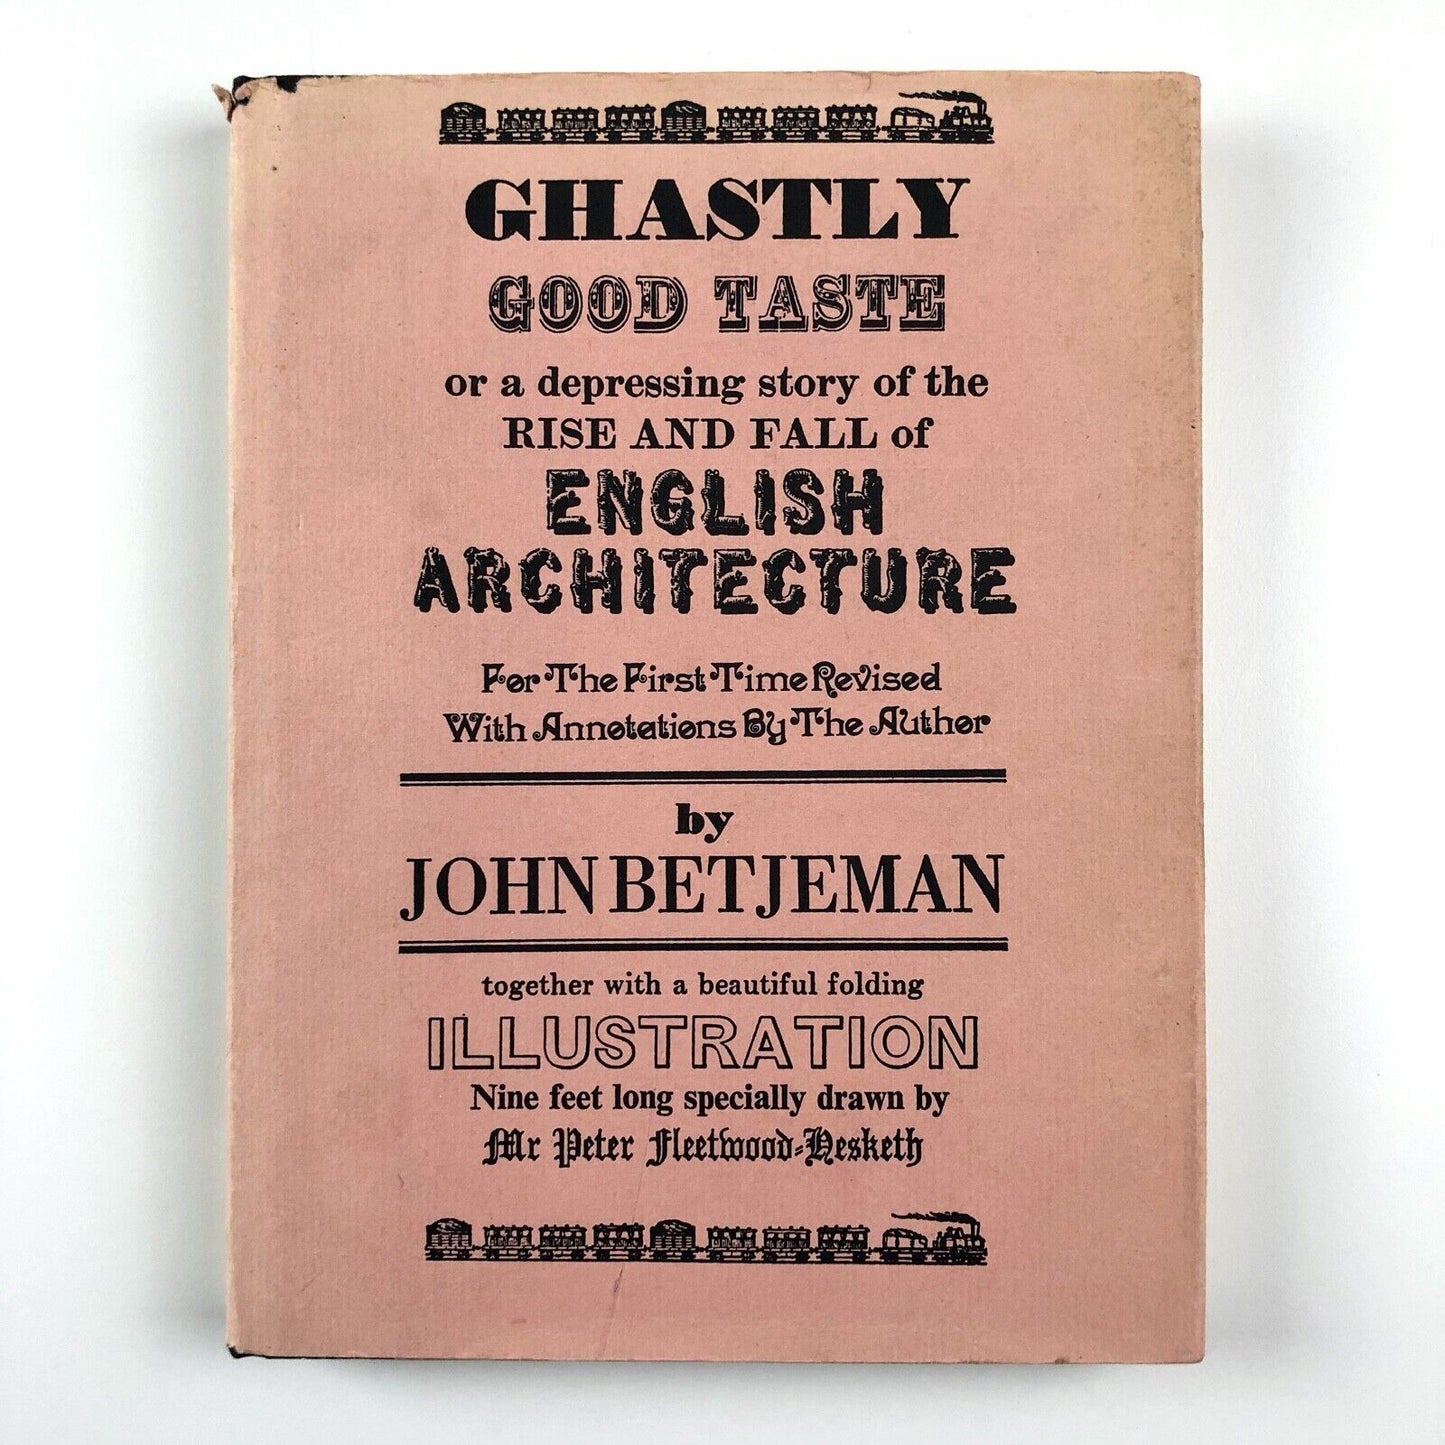 GHASTLY
GOOD TASTE
or a depressing story of the
RISE AND FALL of
ENGLISH
ARCHITECTURE
For The First Time Revised
With Annotations By The Author
by
JOHN BETJEMAN
together with a beautiful folding
ILLUSTRATION
Nine feet long specially drawn by
Mr Peter Fleetwood-Hesketh